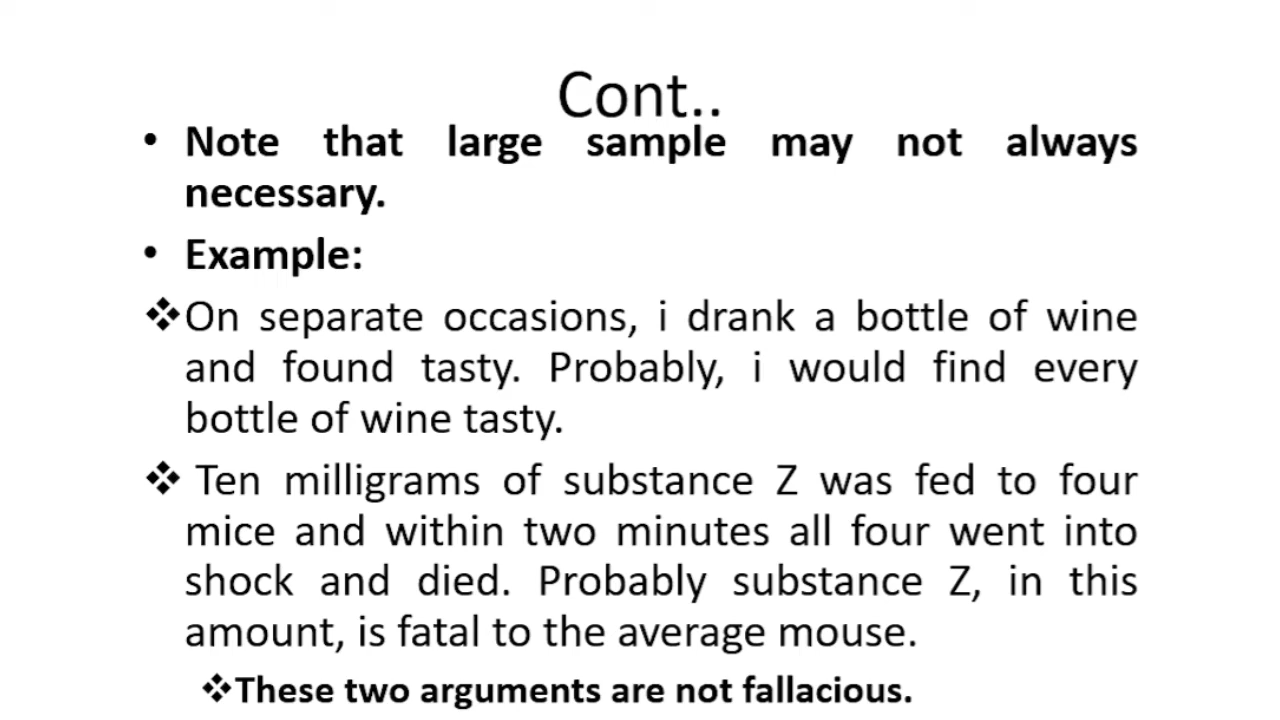 Cont..
• Note that large sample may not always
necessary.
• Example:
❖On separate occasions, i drank a bottle of wine
and found tasty. Probably, i would find every
bottle of wine tasty.
❖ Ten milligrams of substance Z was fed to four
mice and within two minutes all four went into
shock and died. Probably substance Z, in this
amount, is fatal to the average mouse.
❖These two arguments are not fallacious.